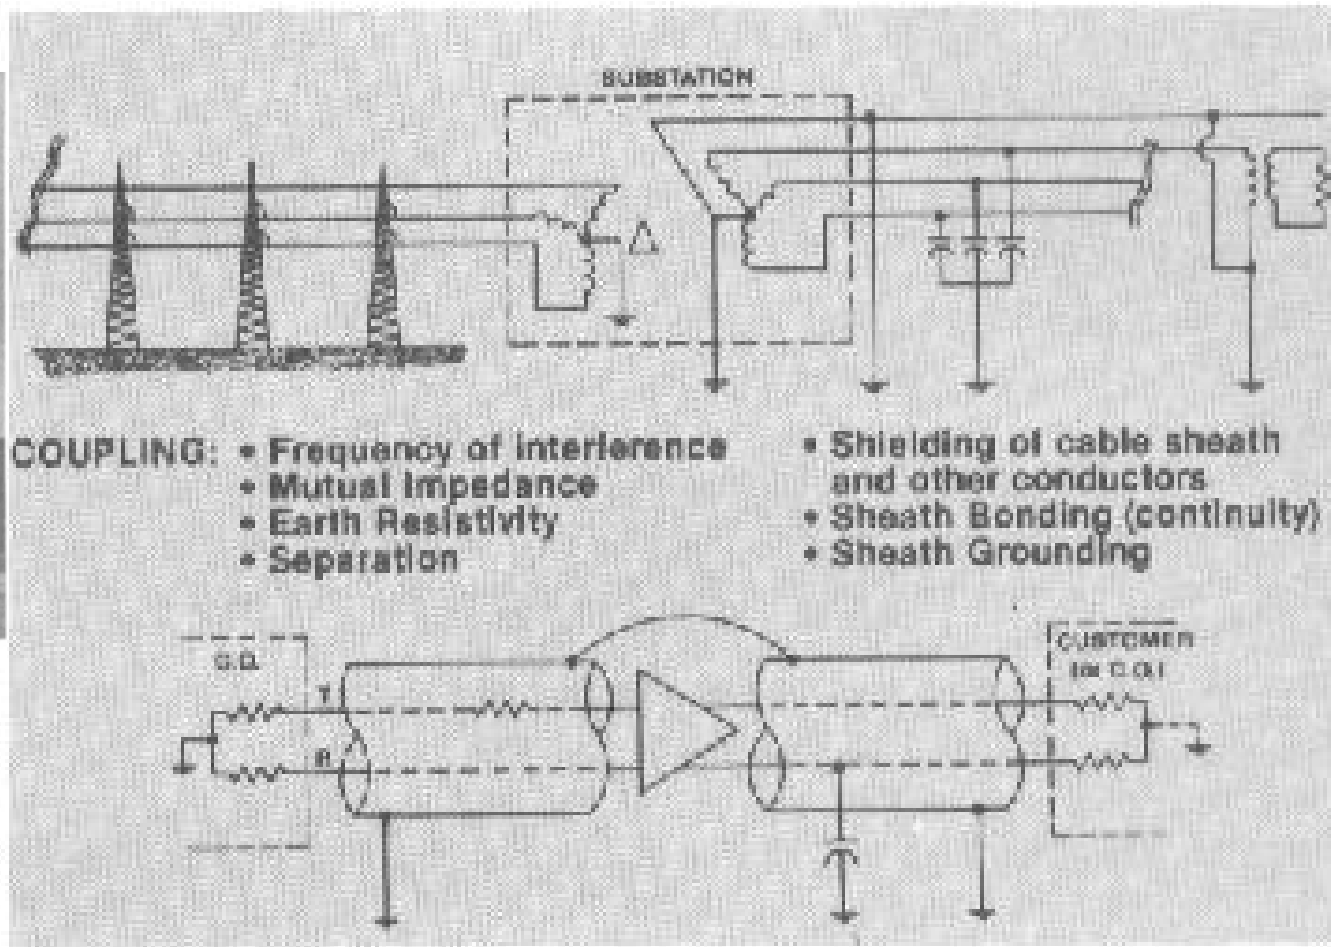 SUBSTATION
COUPLING:
• Frequency of interference
• Mutual Impedance
• Earth Resistivity
• Separation
• Shielding of cable sheath
and other conductors
• Sheath Bonding (continuity)
• Sheath Grounding
C.O.
T
R
CUSTOMER
(or C.O.)